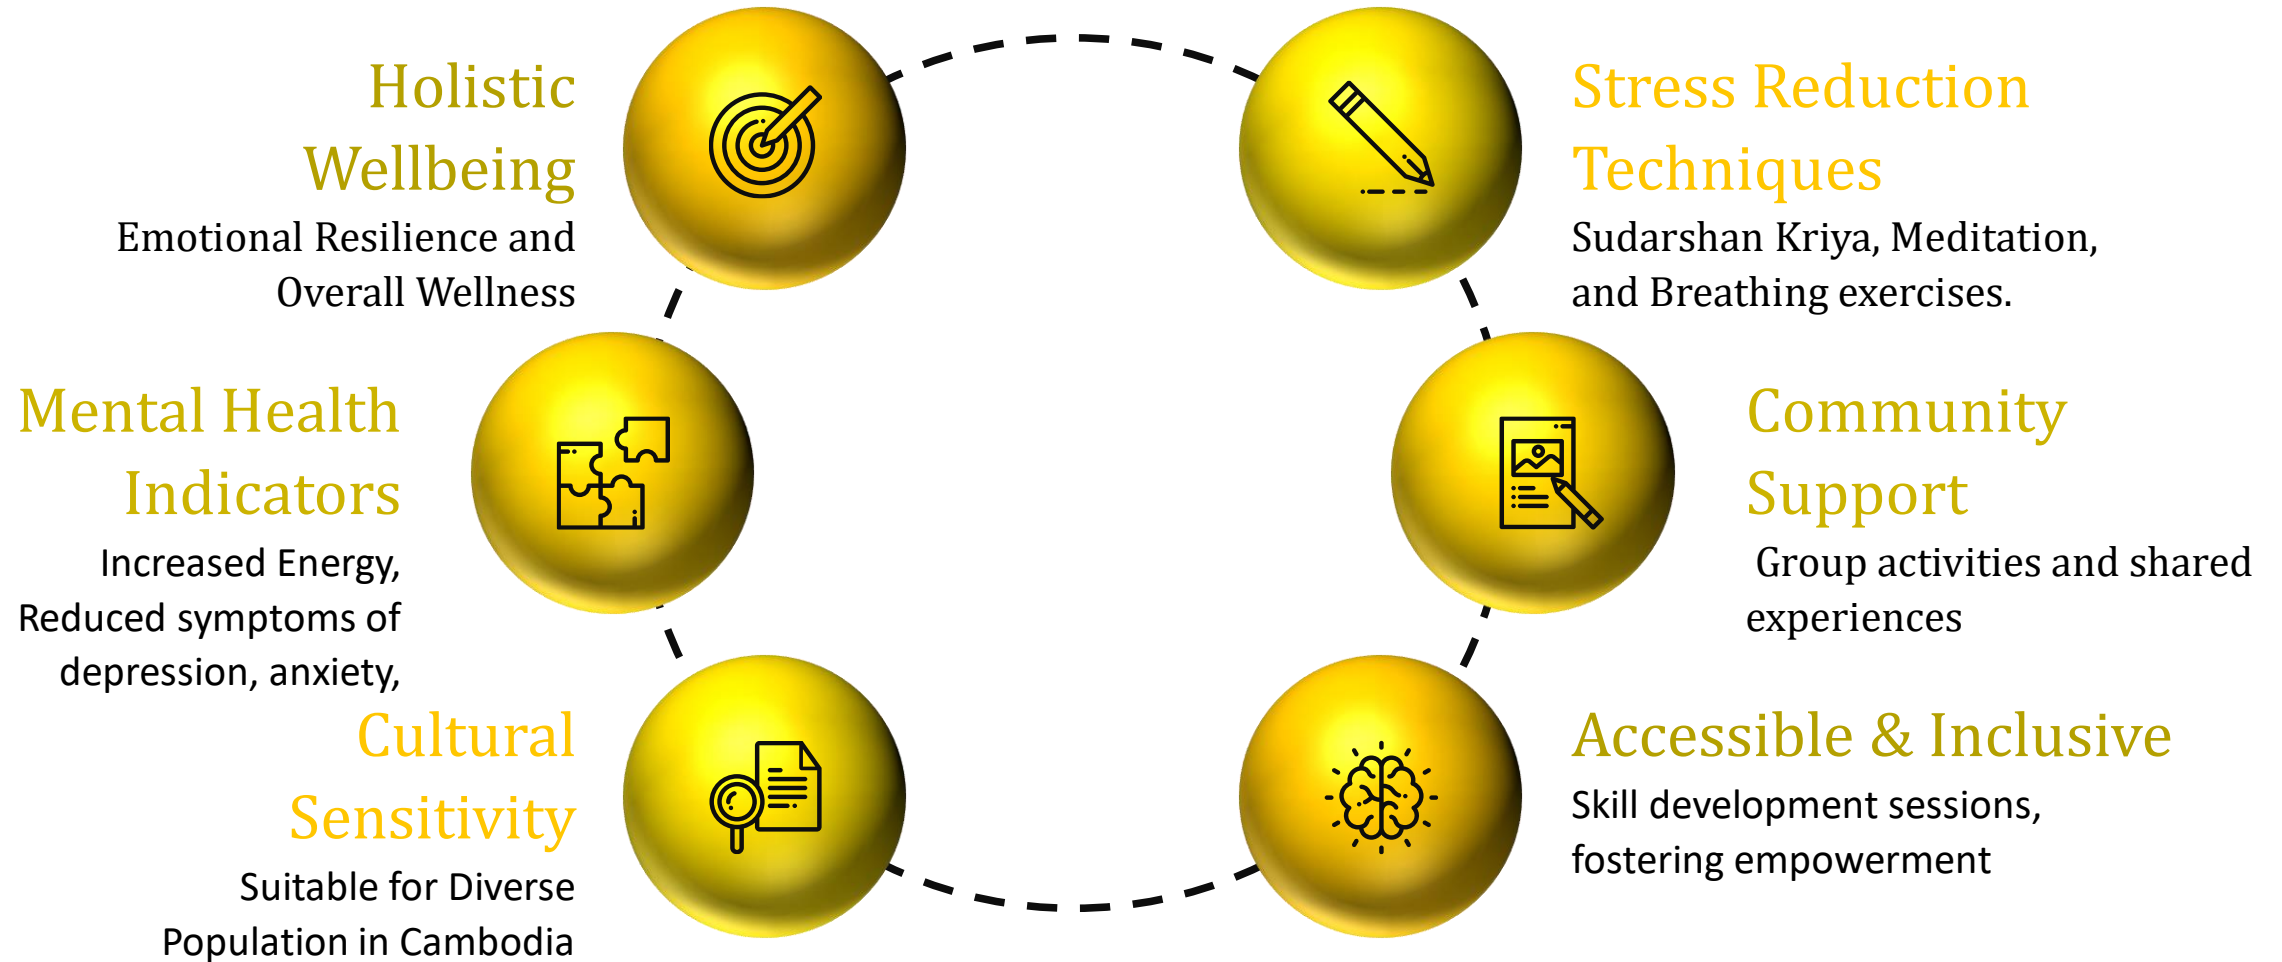 Holistic
Wellbeing
Emotional Resilience and
Overall Wellness
Stress Reduction
Techniques
Sudarshan Kriya, Meditation,
and Breathing exercises.
Mental Health
Indicators
Increased Energy,
Reduced symptoms of
depression, anxiety,
Community
Support
Group activities and shared
experiences
Cultural
Sensitivity
Suitable for Diverse
Population in Cambodia
Accessible & Inclusive
Skill development sessions,
fostering empowerment